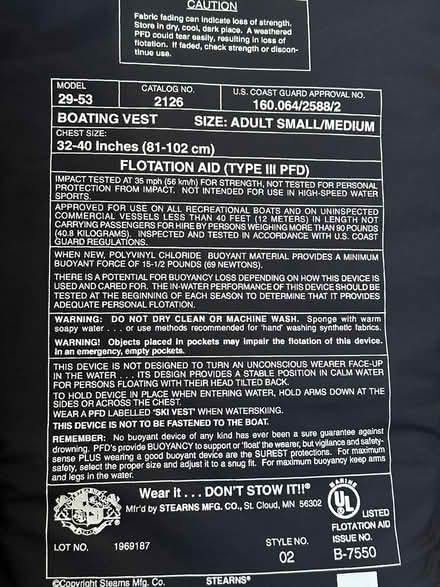 CAUTION
Fabric fading can indicate loss of strength.
Store in dry, cool, dark place. A weathered
PFD could tear easily, resulting in loss of
flotation. If faded, check strength or discon-
tinue use.
MODEL
29-53
CATALOG NO.
2126
U.S. COAST GUARD APPROVAL NO.
160.064/2588/2
BOATING VEST
SIZE: ADULT SMALL/MEDIUM
CHEST SIZE:
32-40 Inches (81-102 cm)
FLOTATION AID (TYPE III PFD)
IMPACT TESTED AT 35 mph (56 km/h) FOR STRENGTH, NOT TESTED FOR PERSONAL
PROTECTION FROM IMPACT. NOT INTENDED FOR USE IN HIGH-SPEED WATER
SPORTS.
APPROVED FOR USE ON ALL RECREATIONAL BOATS AND ON UNINSPECTED
COMMERCIAL VESSELS LESS THAN 40 FEET (12 METERS) IN LENGTH NOT
CARRYING PASSENGERS FOR HIRE BY PERSONS WEIGHING MORE THAN 90 POUNDS
(40.8 KILOGRAMS). INSPECTED AND TESTED IN ACCORDANCE WITH U.S. COAST
GUARD REGULATIONS.
WHEN NEW, POLYVINYL CHLORIDE BUOYANT MATERIAL PROVIDES A MINIMUM
BUOYANT FORCE OF 15-1/2 POUNDS (69 NEWTONS).
THERE IS A POTENTIAL FOR BUOYANCY LOSS DEPENDING ON HOW THIS DEVICE IS
USED AND CARED FOR. THE IN-WATER PERFORMANCE OF THIS DEVICE SHOULD BE
TESTED AT THE BEGINNING OF EACH SEASON TO DETERMINE THAT IT PROVIDES
ADEQUATE PERSONAL FLOTATION.
WARNING: DO NOT DRY CLEAN OR MACHINE WASH. Sponge with warm
soapy water . . . or use methods recommended for 'hand' washing synthetic fabrics.
WARNING! Objects placed in pockets may impair the flotation of this device.
In an emergency, empty pockets.
THIS DEVICE IS NOT DESIGNED TO TURN AN UNCONSCIOUS WEARER FACE-UP
IN THE WATER . . . ITS DESIGN PROVIDES A STABLE POSITION IN CALM WATER
FOR PERSONS FLOATING WITH THEIR HEAD TILTED BACK.
TO HOLD DEVICE IN PLACE WHEN ENTERING WATER, HOLD ARMS DOWN AT THE
SIDES OR ACROSS THE CHEST.
WEAR A PFD LABELLED 'SKI VEST' WHEN WATERSKIING.
THIS DEVICE IS NOT TO BE FASTENED TO THE BOAT.
REMEMBER: No buoyant device of any kind has ever been a sure guarantee against
drowning. PFD's provide BUOYANCY to support or 'float' the wearer, but vigilance and safety-
sense PLUS wearing a good buoyant device are the SUREST protections. For maximum
safety, select the proper size and adjust it to a snug fit. For maximum buoyancy keep arms
and legs in the water.
Wear It . . . DON'T STOW IT!!®
Mfr'd by STEARNS MFG. CO., St. Cloud, MN 56302
MARINE
UL
LISTED
FLOTATION AID
ISSUE NO.
B-7550
LOT NO. 1969187
STYLE NO.
02
©Copyright Stearns Mfg. Co.
STEARNS®